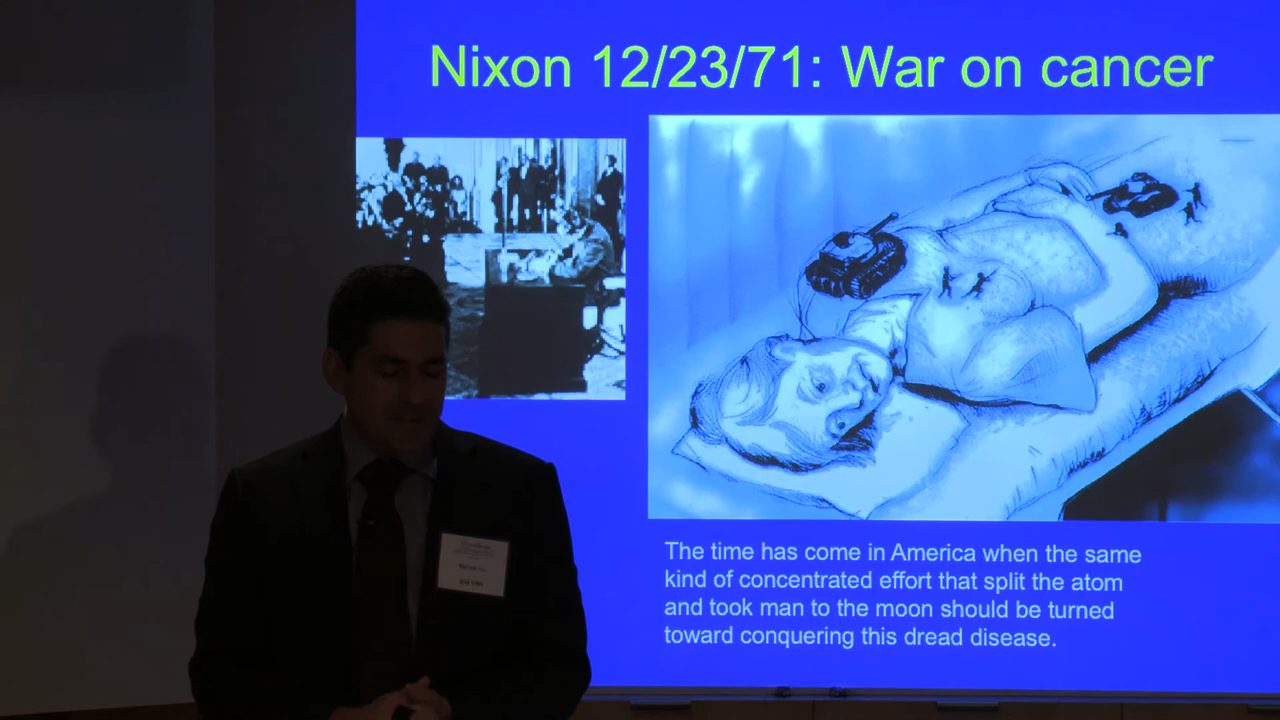 Nixon 12/23/71: War on cancer
The time has come in America when the same
kind of concentrated effort that split the atom
and took man to the moon should be turned
toward conquering this dread disease.